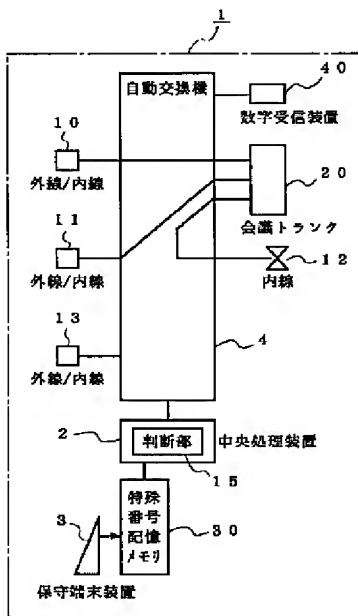 1
自動交換機
40
数字受信装置
10
外線/内線
20
会議トランク
11
外線/内線
12
内線
13
外線/内線
4
2
判断部
中央処理装置
15
特殊
番号
記憶
メモリ
30
3
保守端末装置